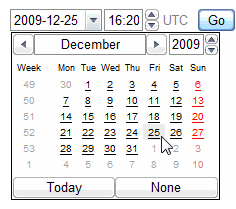 2009-12-25 16:20 UTC Go
December 2009
Week Mon Tue Wed Thu Fri Sat Sun
49 30 1 2 3 4 5 6
50 7 8 9 10 11 12 13
51 14 15 16 17 18 19 20
52 21 22 23 24 25 26 27
53 28 29 30 31 1 2 3
1 4 5 6 7 8 9 10
Today None